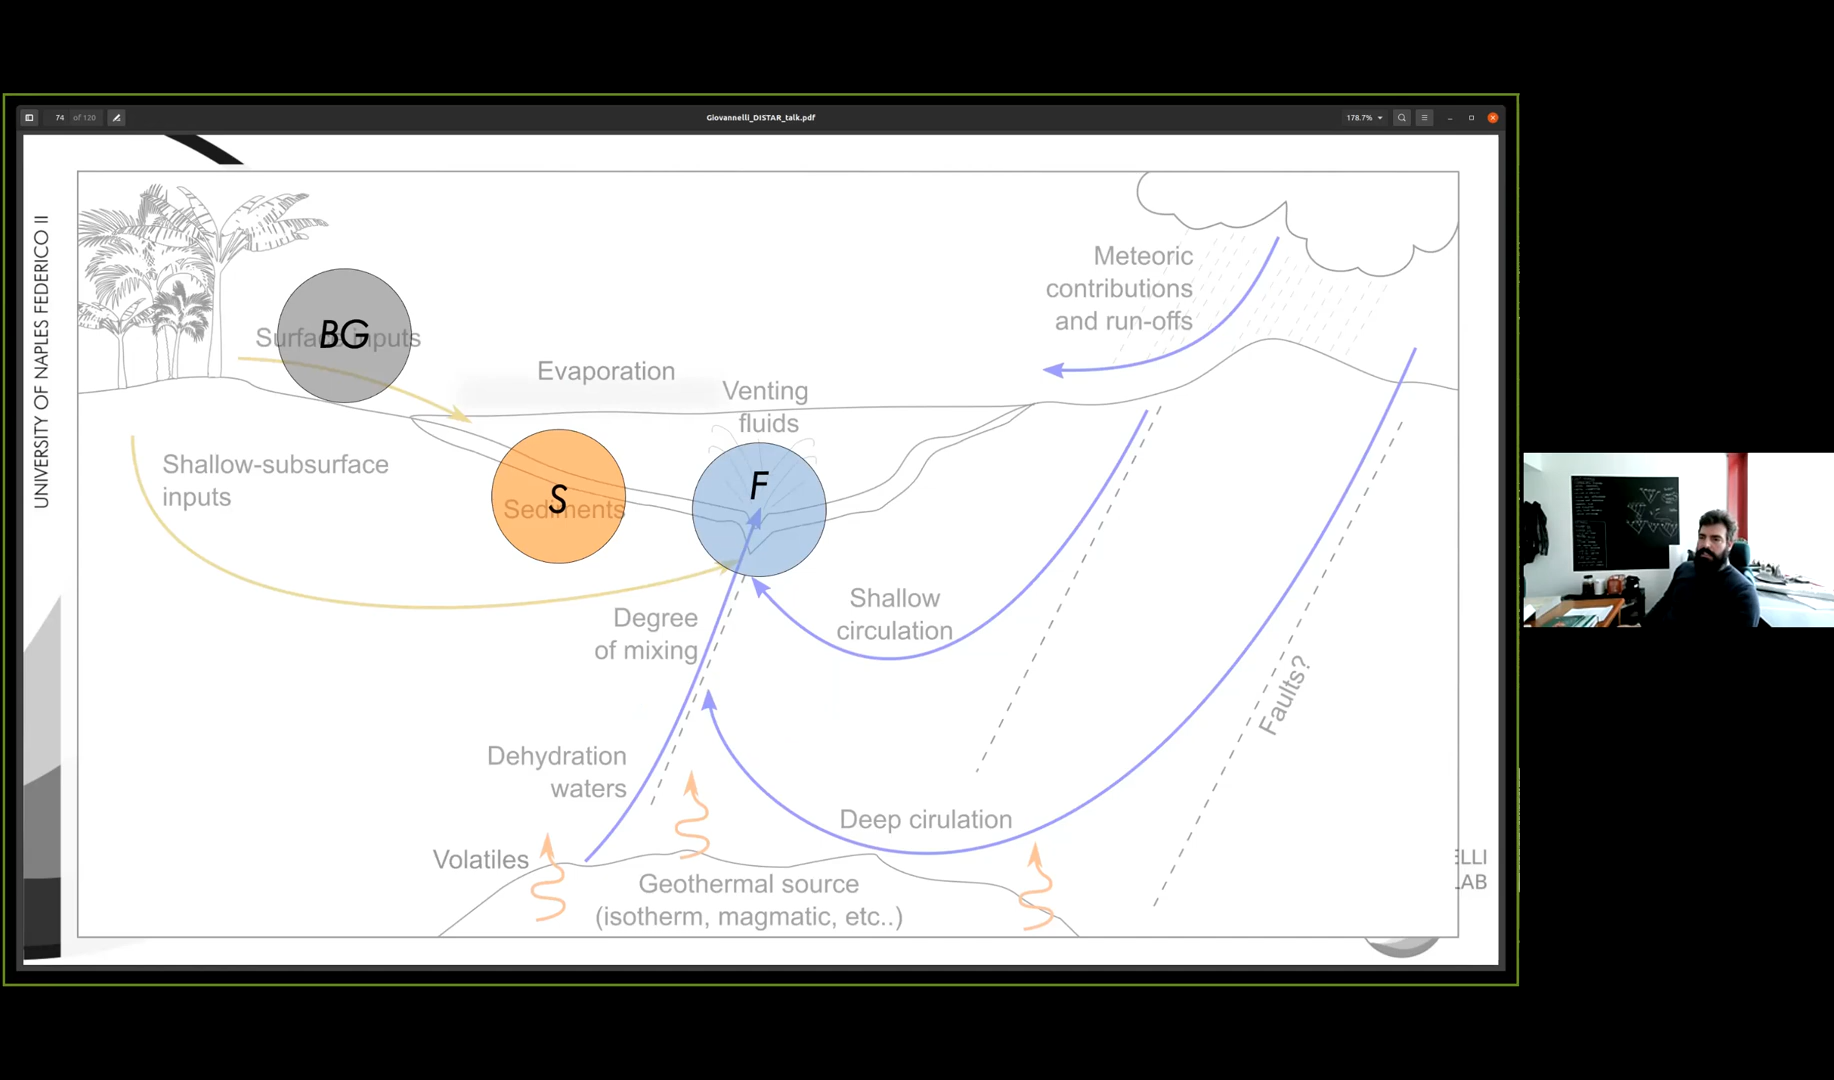 74 of 120
Giovannelli_DISTAR_talk.pdf
178.7%
UNIVERSITY OF NAPLES FEDERICO II
Meteoric
contributions
and run-offs
BG
Surface inputs
Evaporation
Venting
fluids
Shallow-subsurface
inputs
S
Sediments
F
Shallow
circulation
Degree
of mixing
Faults?
Dehydration
waters
Deep cirulation
Volatiles
Geothermal source
(isotherm, magmatic, etc..)
ELLI
LAB